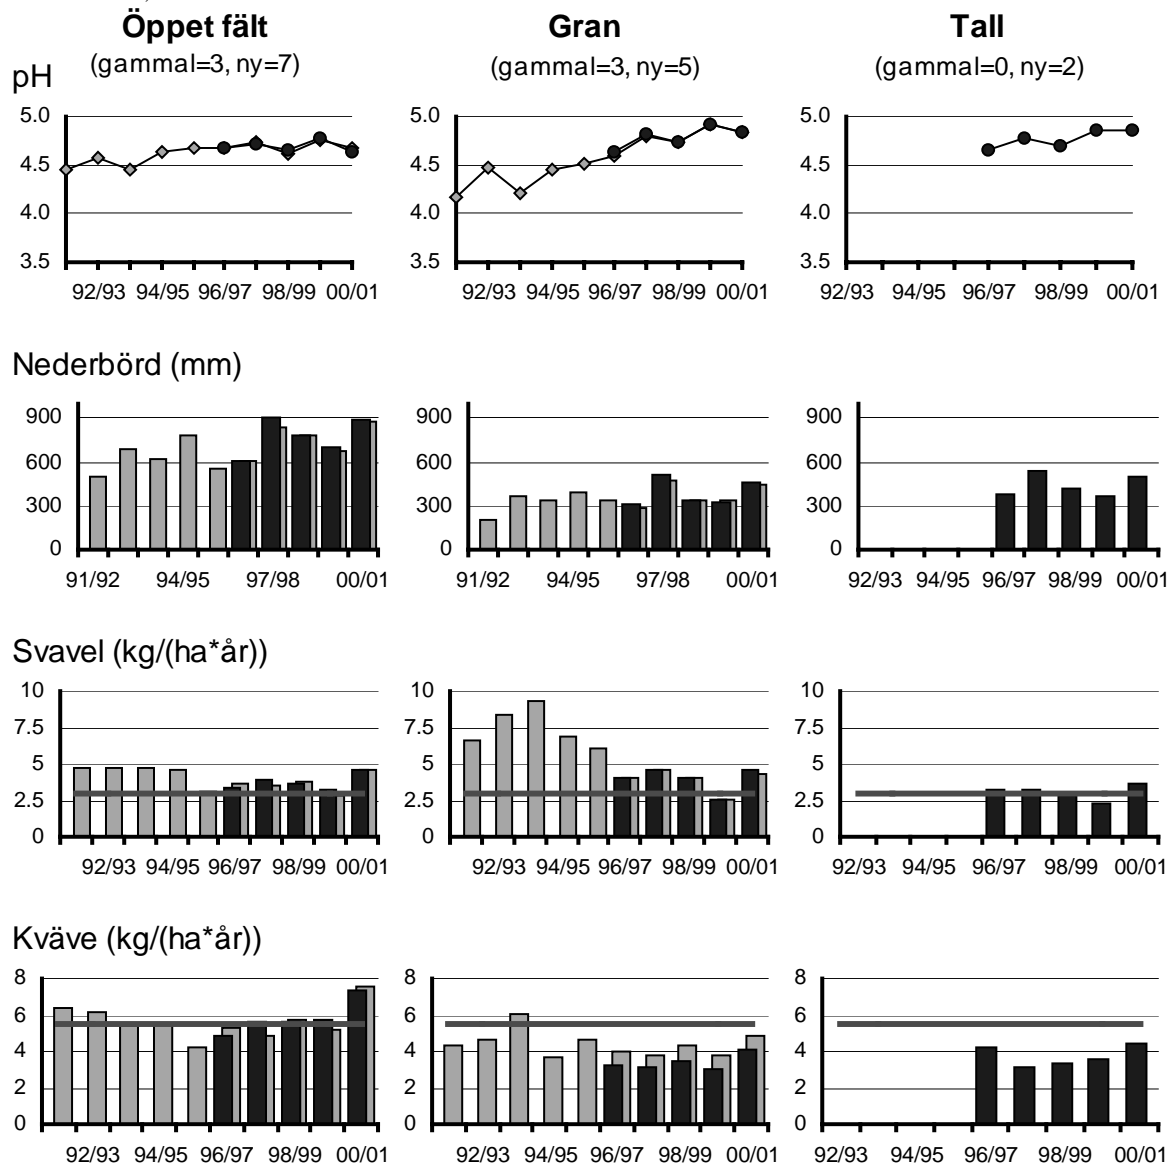 Öppet fält Gran Tall
(gammal=3, ny=7) (gammal=3, ny=5) (gammal=0, ny=2)
pH
5.0 5.0 5.0
4.5 4.5 4.5
4.0 4.0 4.0
3.5 3.5 3.5
92/93 94/95 96/97 98/99 00/01 92/93 94/95 96/97 98/99 00/01 92/93 94/95 96/97 98/99 00/01
Nederbörd (mm)
900 900 900
600 600 600
300 300 300
0 0 0
91/92 94/95 97/98 00/01 91/92 94/95 97/98 00/01 92/93 94/95 96/97 98/99 00/01
Svavel (kg/(ha*år))
10 10 10
7.5 7.5 7.5
5 5 5
2.5 2.5 2.5
0 0 0
92/93 94/95 96/97 98/99 00/01 92/93 94/95 96/97 98/99 00/01 92/93 94/95 96/97 98/99 00/01
Kväve (kg/(ha*år))
8 8 8
6 6 6
4 4 4
2 2 2
0 0 0
92/93 94/95 96/97 98/99 00/01 92/93 94/95 96/97 98/99 00/01 92/93 94/95 96/97 98/99 00/01